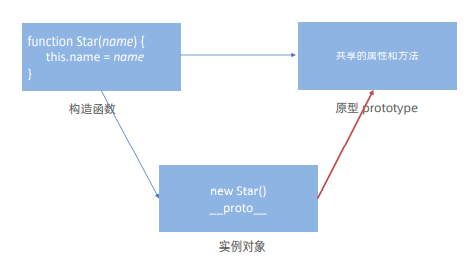 function Star(name) {
this.name = name
}
共享的属性和方法
构造函数
原型 prototype
new Star()
__proto__
实例对象